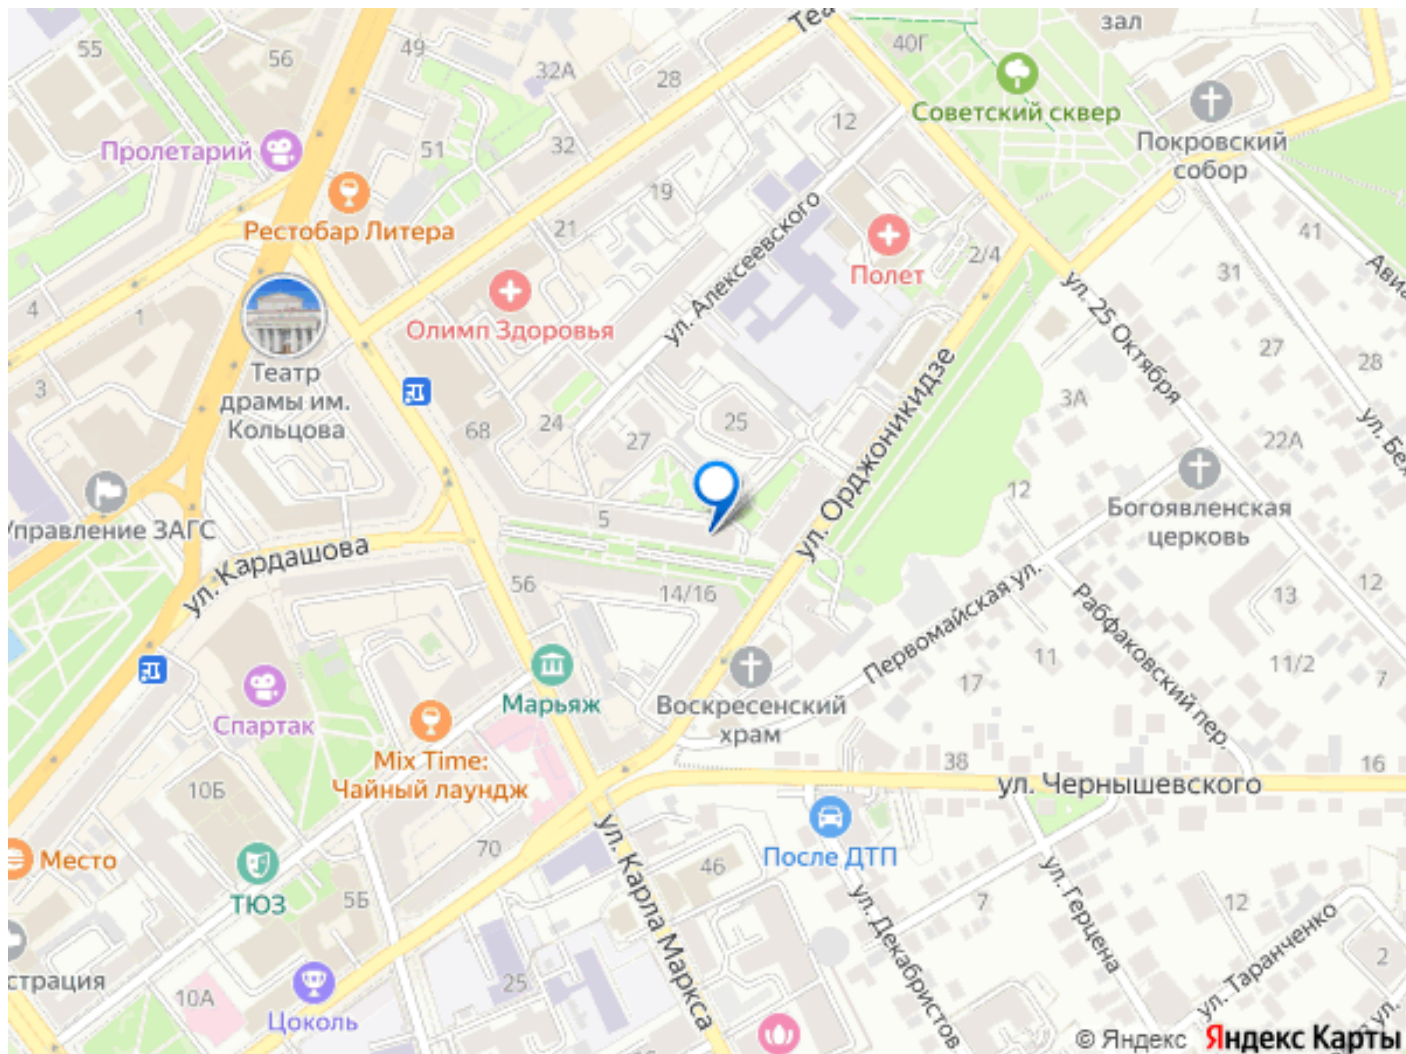 Теа
зал
55
56
49
32А
28
40Г
Советский сквер
Покровский
собор
12
Пролетарий
51
32
19
Рестобар Литера
21
ул. Алексеевского
Полет
2/4
41
31
Авиа
4
1
Олимп Здоровья
ул. 25 Октября
27
28
3
Театр
драмы им.
Кольцова
68
24
27
25
3А
22А
ул. Бех
ул. Орджоникидзе
Управление ЗАГС
5
12
Богоявленская
церковь
ул. Кардашова
56
14/16
Первомайская ул.
Рабфаковский пер.
13
12
11
11/2
7
17
Спартак
Марьяж
Воскресенский
храм
Mix Time:
Чайный лаундж
10Б
38
16
ул. Чернышевского
Место
70
46
После ДТП
ТЮЗ
5Б
ул. Карла Маркса
ул. Декабристов
7
ул. Герцена
12
ул. Таранченко
2
страция
10А
25
Цоколь
в ул.
© Яндекс Яндекс Карты